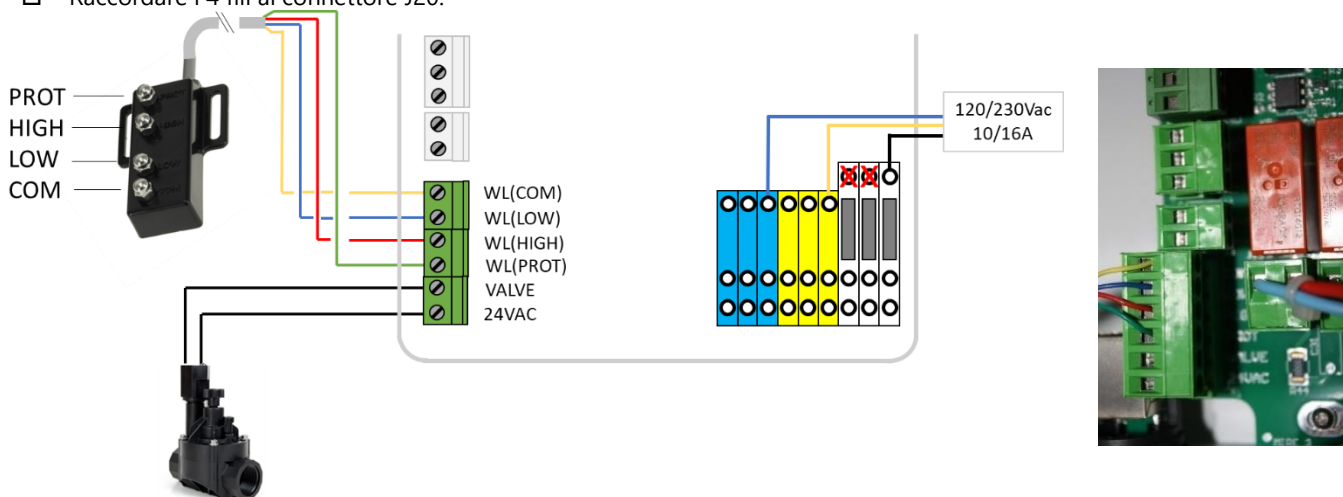 Raccordare i 4 fili al connettore J20.
PROT
HIGH
LOW
COM
WL(COM)
WL(LOW)
WL(HIGH)
WL(PROT)
VALVE
24VAC
120/230Vac
10/16A